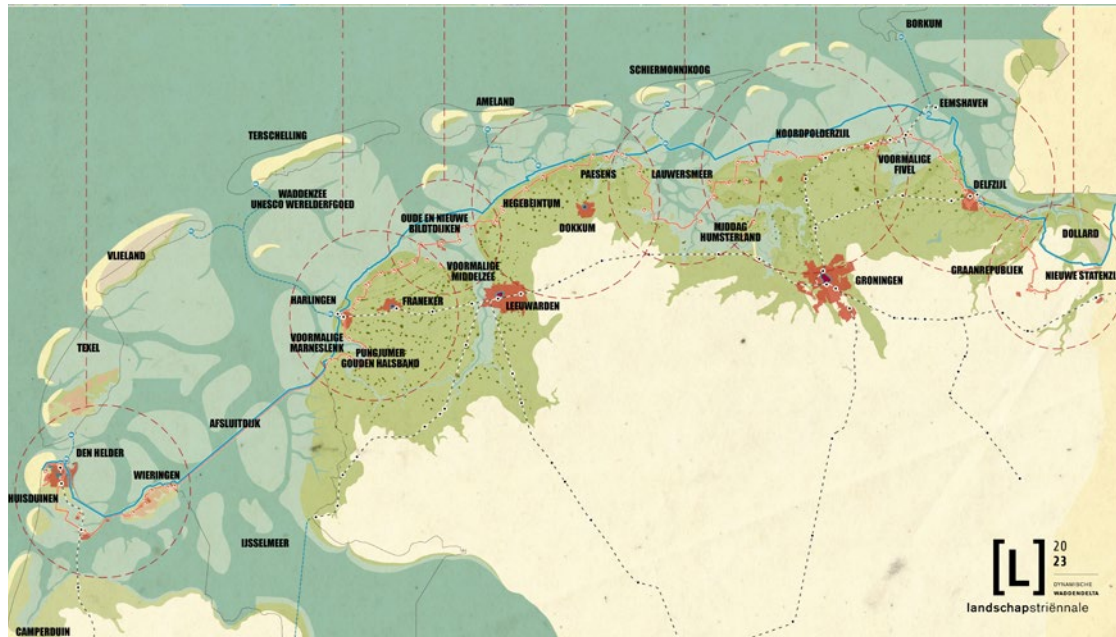 BORKUM
SCHIERMONNIKOOG
AMELAND
EEMSHAVEN
TERSCHELLING
NOORDPOLDERZIJL
PAESENS
LAUWERSMEER
VOORMALIGE
FIVEL
WADDENZEE
UNESCO WERELDERFGOED
DELFZIJL
HEGEBEINTUM
OUDE EN NIEUWE
BILDTDIJKEN
DOKKUM
MIDDAG
HUMSTERLAND
DOLLARD
VLIELAND
VOORMALIGE
MIDDELZEE
GRAANREPUBLIEK
NIEUWE STATENZI
GRONINGEN
HARLINGEN
FRANEKER
LEEUWARDEN
VOORMALIGE
MARNESLENK
TEXEL
PUNGJUMER
GOUDEN HALSBAND
AFSLUITDIJK
DEN HELDER
WIERINGEN
HUISDUINEN
IJSSELMEER
CAMPERDUIN
[L]
20
23
DYNAMISCHE
WADDENDELTA
landschapstriënnale